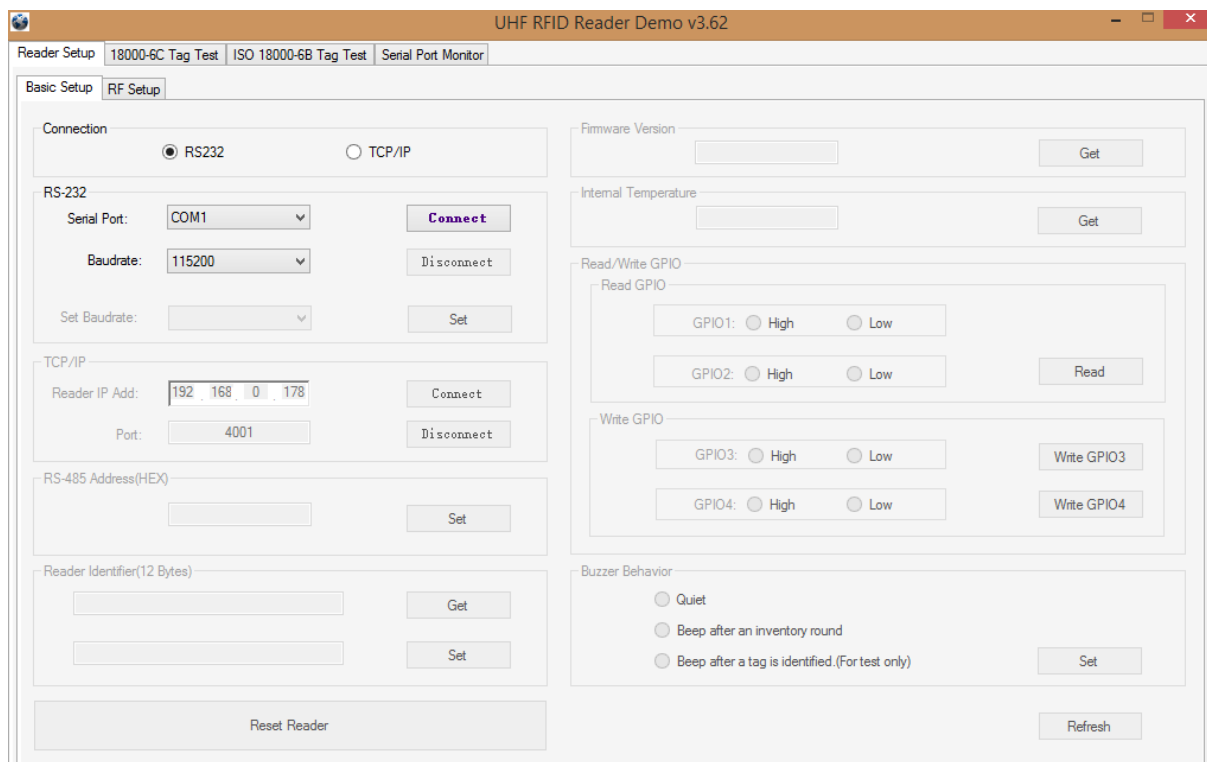 UHF RFID Reader Demo v3.62
Reader Setup 18000-6C Tag Test ISO 18000-6B Tag Test Serial Port Monitor
Basic Setup RF Setup
Connection
RS232 TCP/IP
RS-232
Serial Port: COM1 Connect
Baudrate: 115200 Disconnect
Set Baudrate: Set
TCP/IP
Reader IP Add: 192 . 168 . 0 . 178 Connect
Port: 4001 Disconnect
RS-485 Address(HEX)
Set
Reader Identifier(12 Bytes)
Get
Set
Reset Reader
Firmware Version
Get
Internal Temperature
Get
Read/Write GPIO
Read GPIO
GPIO1: High Low
GPIO2: High Low Read
Write GPIO
GPIO3: High Low Write GPIO3
GPIO4: High Low Write GPIO4
Buzzer Behavior
Quiet
Beep after an inventory round
Beep after a tag is identified.(For test only) Set
Refresh